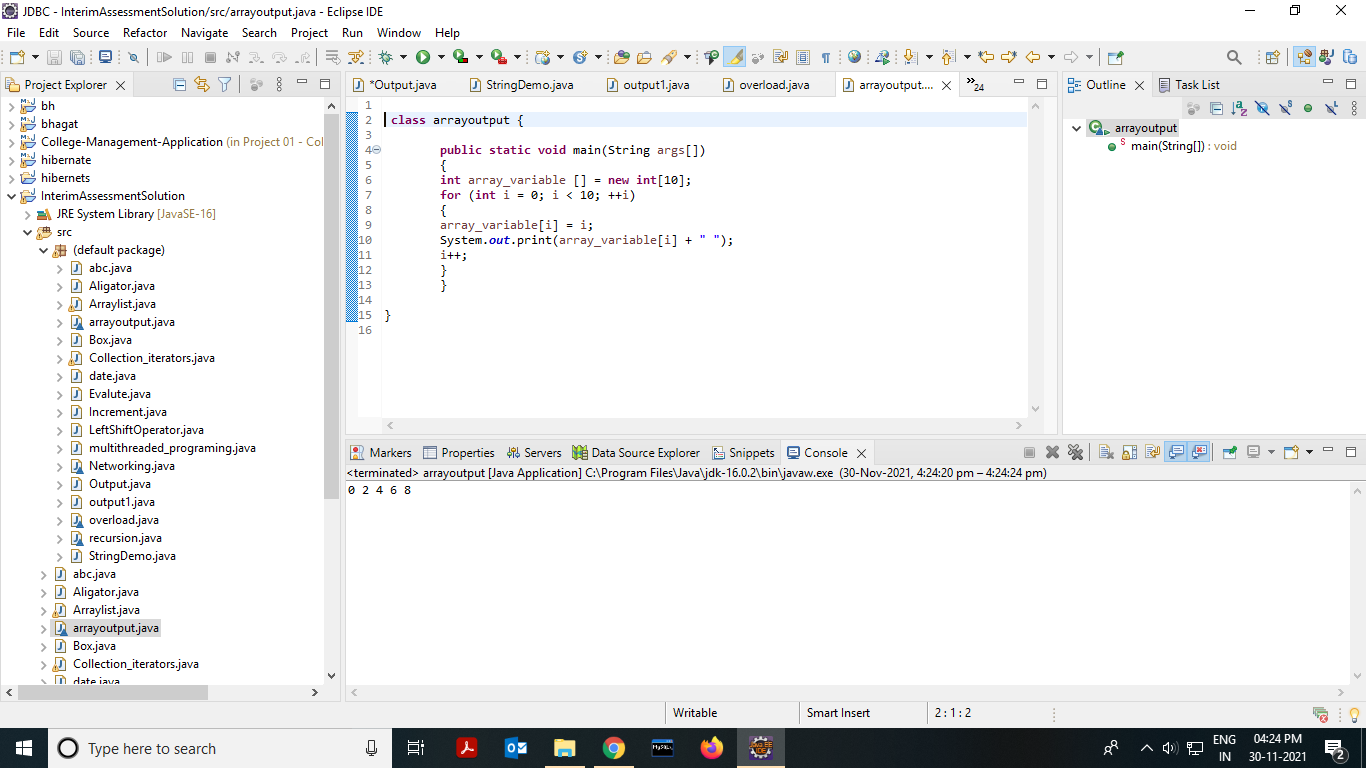 JDBC - InterimAssessmentSolution/src/arrayoutput.java - Eclipse IDE
File Edit Source Refactor Navigate Search Project Run Window Help
Project Explorer
bh
bhagat
College-Management-Application (in Project 01 - Col
hibernate
hibernets
InterimAssessmentSolution
JRE System Library [JavaSE-16]
src
(default package)
abc.java
Aligator.java
Arraylist.java
arrayoutput.java
Box.java
Collection_iterators.java
date.java
Evalute.java
Increment.java
LeftShiftOperator.java
multithreaded_programing.java
Networking.java
Output.java
output1.java
overload.java
recursion.java
StringDemo.java
abc.java
Aligator.java
Arraylist.java
arrayoutput.java
Box.java
Collection_iterators.java
date.java
*Output.java StringDemo.java output1.java overload.java arrayoutput.... »24
1
2 class arrayoutput {
3
4 public static void main(String args[])
5 {
6 int array_variable [] = new int[10];
7 for (int i = 0; i < 10; ++i)
8 {
9 array_variable[i] = i;
10 System.out.print(array_variable[i] + " ");
11 i++;
12 }
13 }
14
15 }
16
Outline Task List
arrayoutput
main(String[]) : void
Markers Properties Servers Data Source Explorer Snippets Console
<terminated> arrayoutput [Java Application] C:\Program Files\Java\jdk-16.0.2\bin\javaw.exe (30-Nov-2021, 4:24:20 pm – 4:24:24 pm)
0 2 4 6 8
Writable Smart Insert 2 : 1 : 2
Type here to search
ENG
IN
04:24 PM
30-11-2021
2